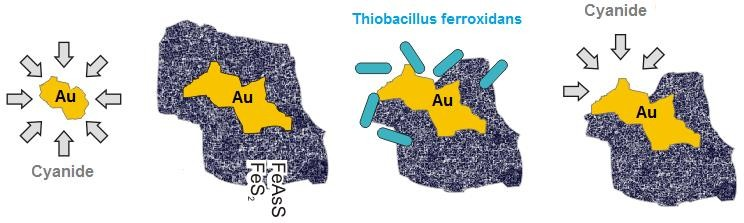 Au
Cyanide
Au
FeS2
FeAsS
Thiobacillus ferroxidans
Au
Cyanide
Au